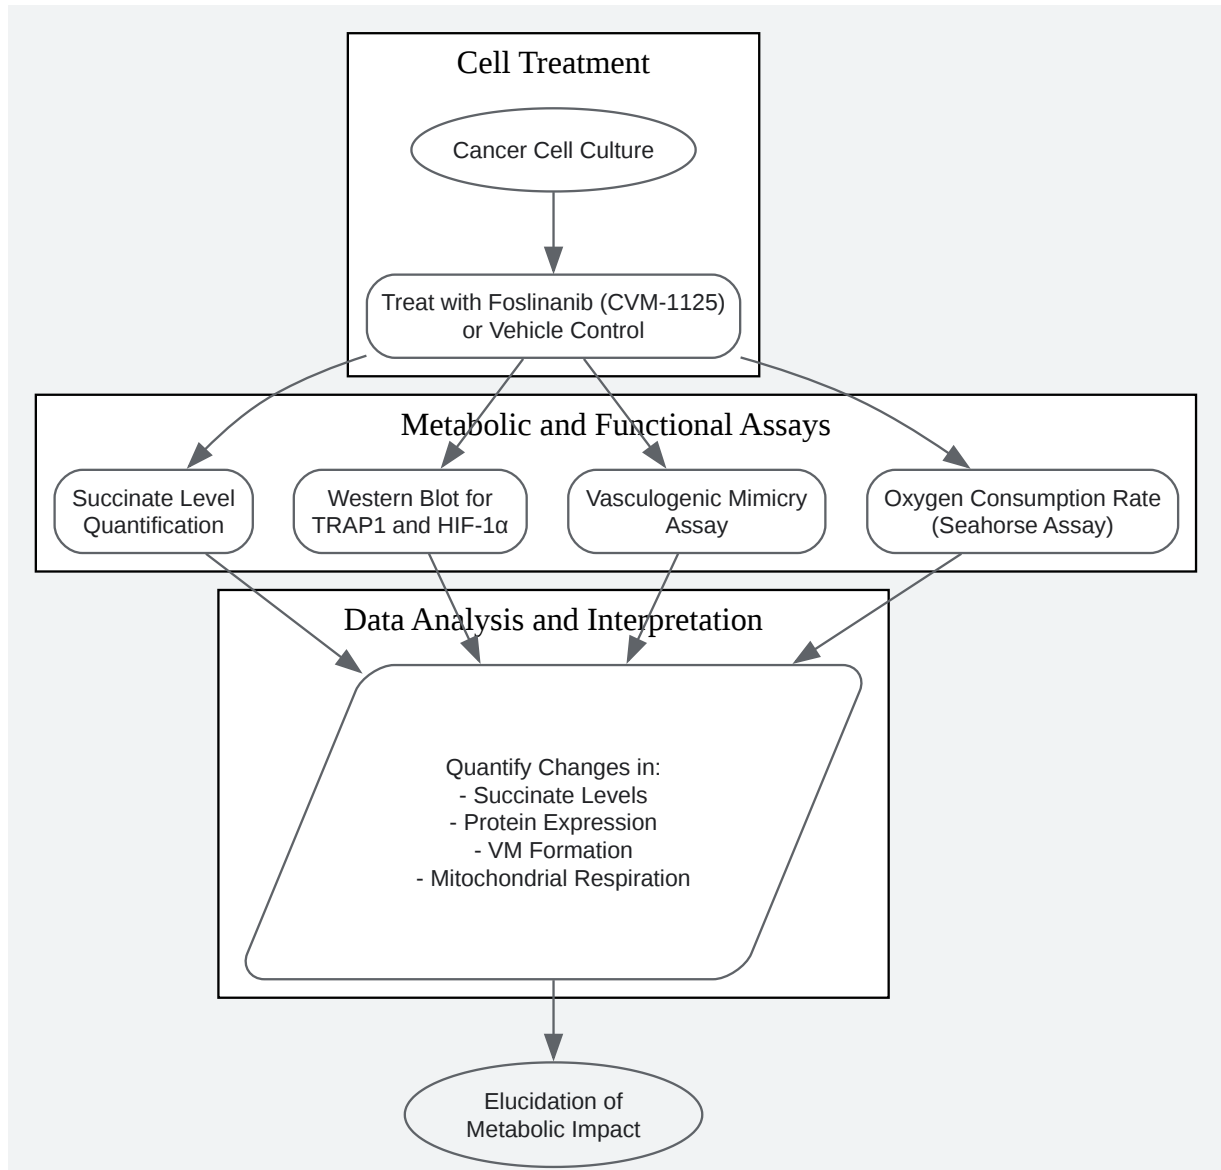 Cell Treatment
Cancer Cell Culture
Treat with Foslinanib (CVM-1125)
or Vehicle Control
Metabolic and Functional Assays
Succinate Level
Quantification
Western Blot for
TRAP1 and HIF-1α
Vasculogenic Mimicry
Assay
Oxygen Consumption Rate
(Seahorse Assay)
Data Analysis and Interpretation
Quantify Changes in:
- Succinate Levels
- Protein Expression
- VM Formation
- Mitochondrial Respiration
Elucidation of
Metabolic Impact